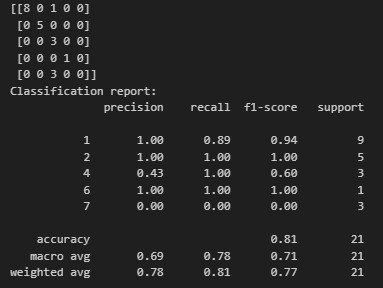 [[8 0 1 0 0]
 [0 5 0 0 0]
 [0 0 3 0 0]
 [0 0 0 1 0]
 [0 0 3 0 0]]
Classification report:
              precision    recall  f1-score   support

           1       1.00      0.89      0.94         9
           2       1.00      1.00      1.00         5
           4       0.43      1.00      0.60         3
           6       1.00      1.00      1.00         1
           7       0.00      0.00      0.00         3

    accuracy                           0.81        21
   macro avg       0.69      0.78      0.71        21
weighted avg       0.78      0.81      0.77        21